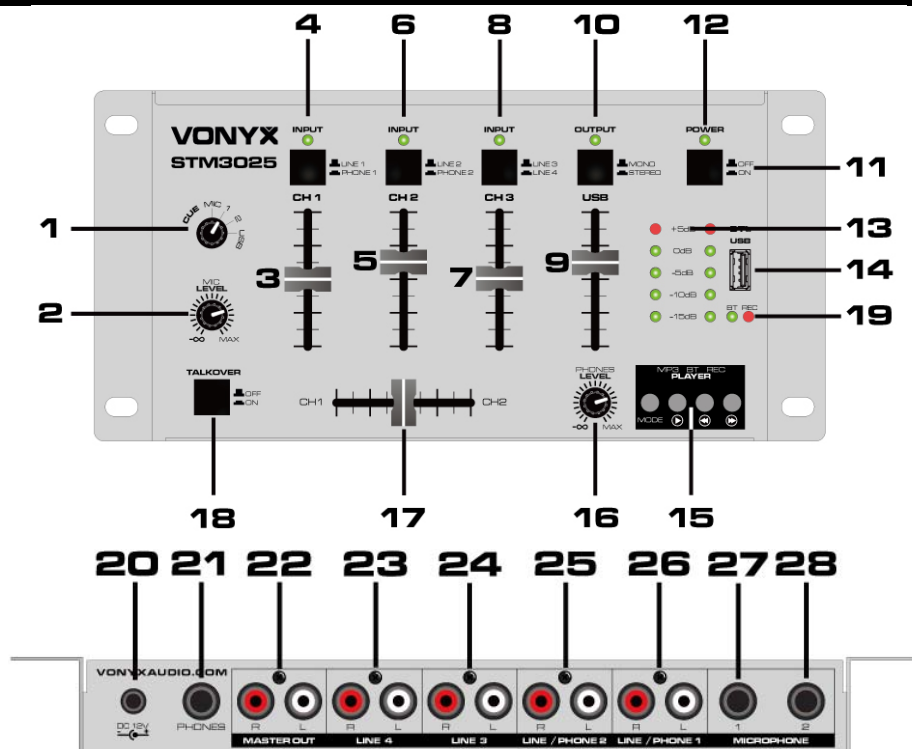 4 6 8 10 12
VONYX INPUT INPUT INPUT OUTPUT POWER
STM3025 LINE 1 LINE 2 LINE 3 MONO OFF
PHONE 1 PHONE 2 LINE 4 STEREO ON 11
CH 1 CH 2 CH 3 USB
CUE MIC 1 2 USB
1 +5dB 13
USB
3 5 7 9 0dB
MIC
LEVEL -5dB 14
-10dB
BT REC
2 -15dB 19
-∞ MAX
TALKOVER PHONES MP3 BT REC
OFF LEVEL PLAYER
ON CH1 CH2
-∞ MAX MODE
18 17 16 15
20 21 22 23 24 25 26 27 28
VONYXAUDIO.COM
DC 12V PHONES R L R L R L R L R L 1 2
- +
MASTER OUT LINE 4 LINE 3 LINE / PHONE 2 LINE / PHONE 1 MICROPHONE